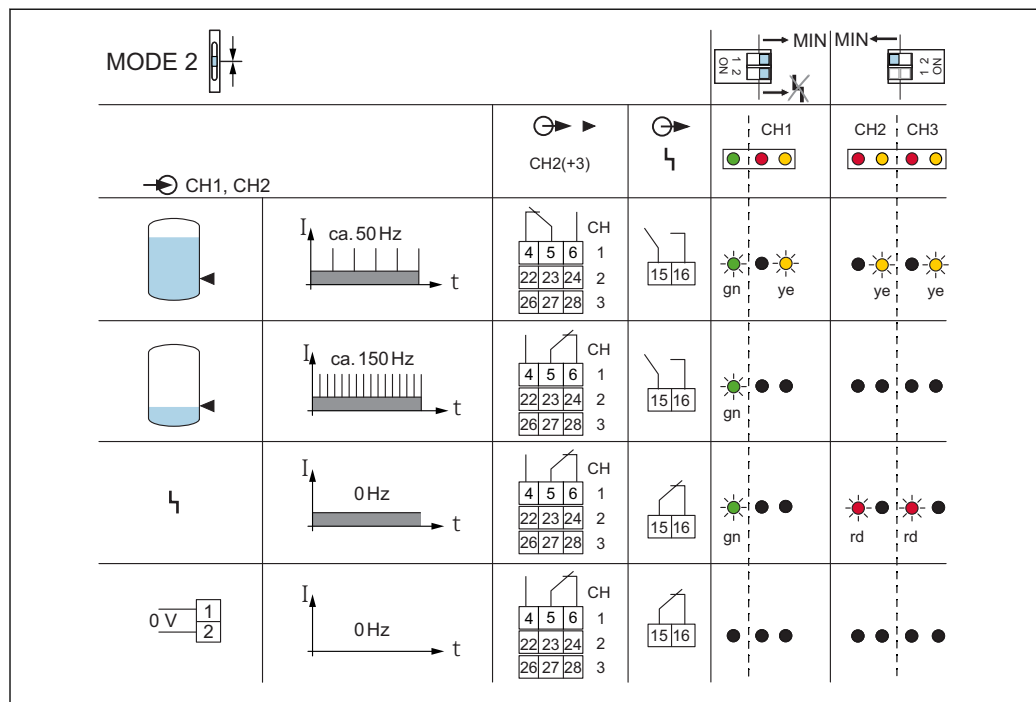 MODE 2
MIN MIN
ON 1 2
1 2 ON
CH1, CH2
CH2(+3)
CH1
CH2 CH3
I ca. 50 Hz t
4 5 6 CH 1
22 23 24 2
26 27 28 3
15 16
gn ye ye ye
I ca. 150 Hz t
4 5 6 CH 1
22 23 24 2
26 27 28 3
15 16
gn
I 0 Hz t
4 5 6 CH 1
22 23 24 2
26 27 28 3
15 16
gn rd rd
0 V 1 2
I 0 Hz t
4 5 6 CH 1
22 23 24 2
26 27 28 3
15 16